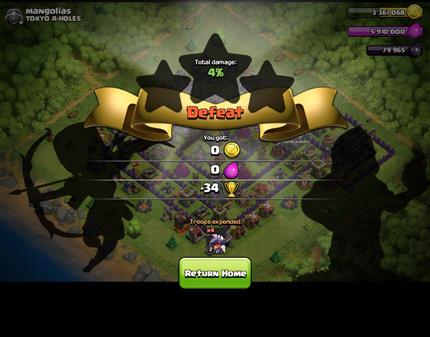 Mangolias
TOKYO A-HOLES
3 361 068
5 910 000
79 965
Total damage:
4%
Defeat
You got:
0
0
-34
Troops expended:
x4
Return Home